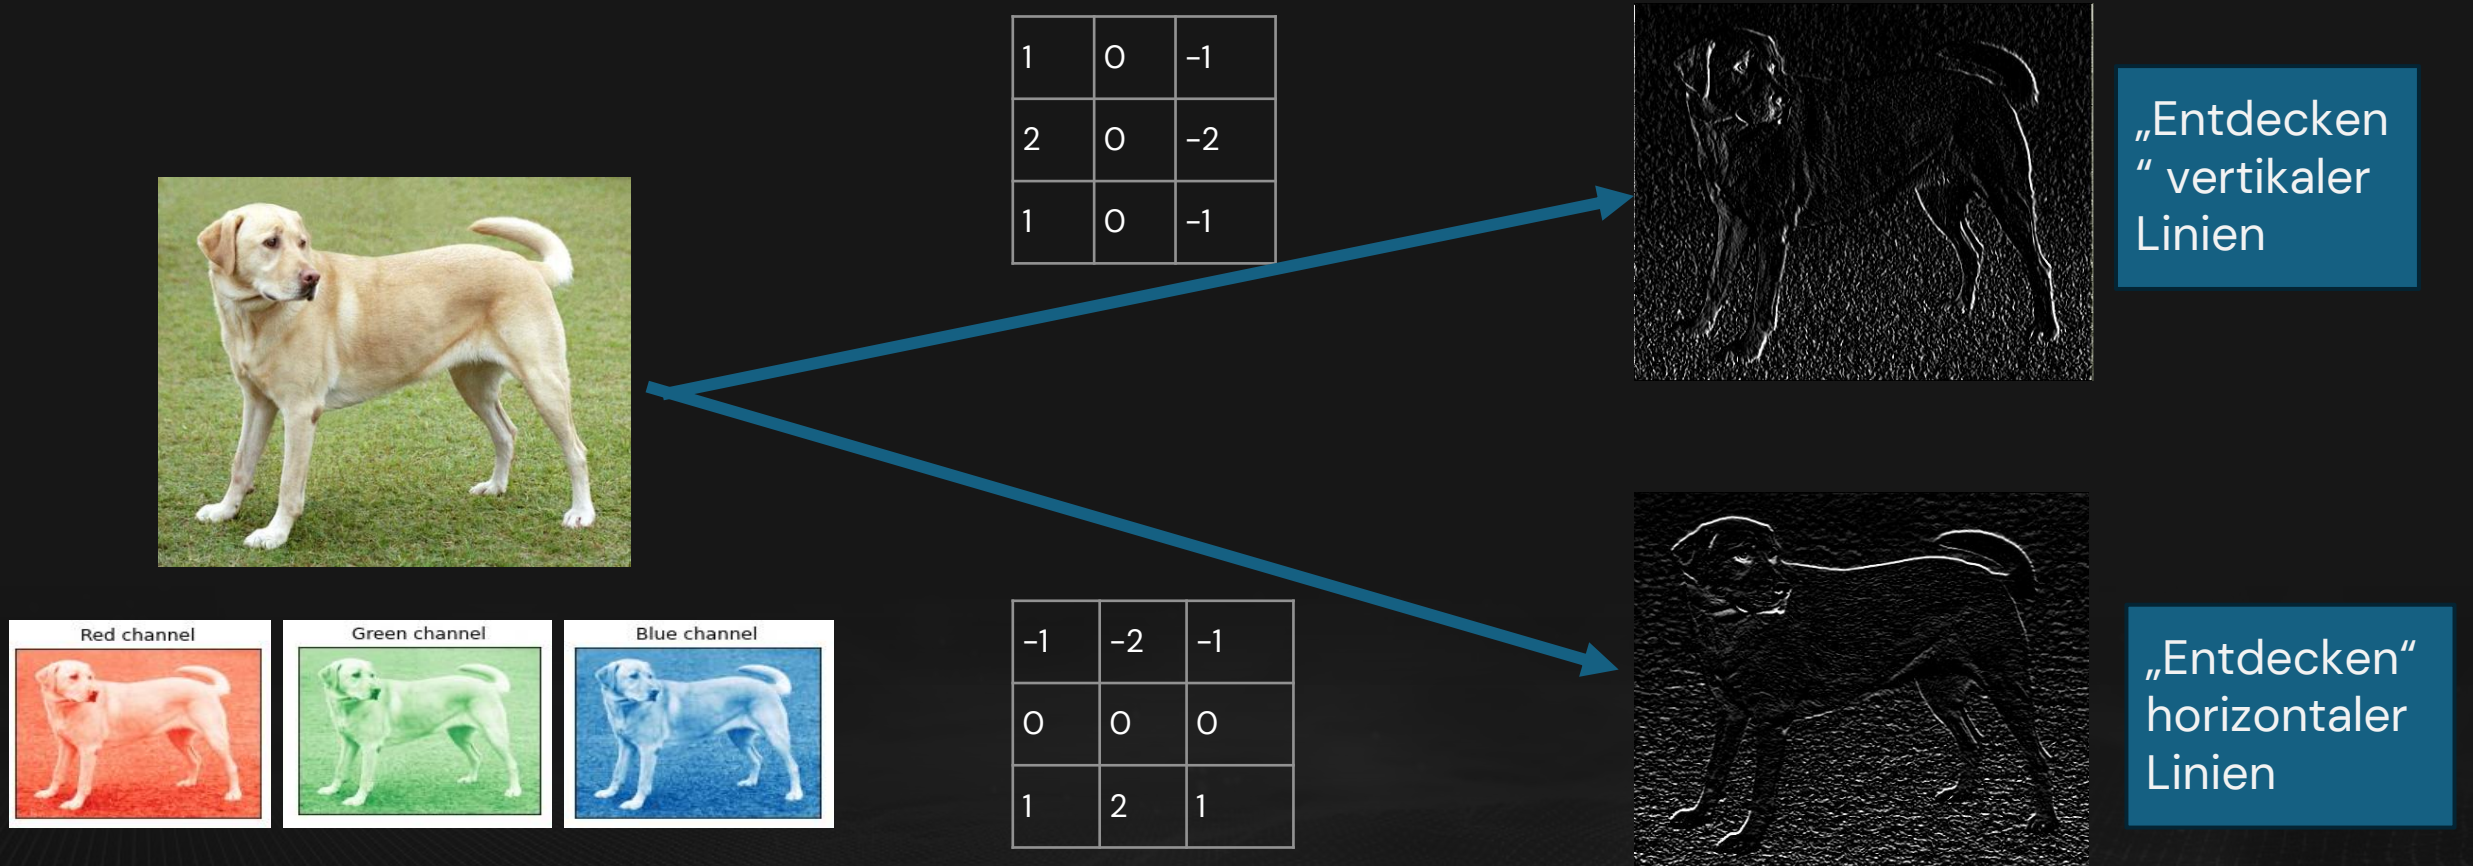 1 0 -1
2 0 -2
1 0 -1
„Entdecken
“ vertikaler
Linien
Red channel
Green channel
Blue channel
-1 -2 -1
0 0 0
1 2 1
„Entdecken“
horizontaler
Linien